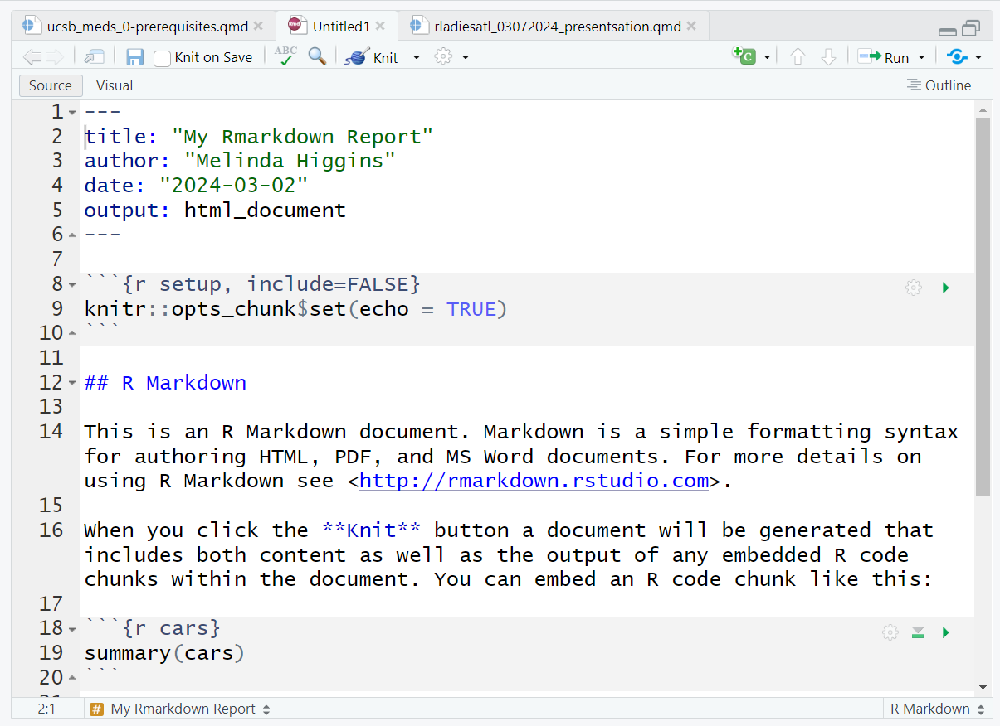 ucsb_meds_0-prerequisites.qmd Untitled1 rladiesatl_03072024_presentsation.qmd
Knit on Save ABC Knit C Run
Source Visual Outline
1 ---
2 title: "My Rmarkdown Report"
3 author: "Melinda Higgins"
4 date: "2024-03-02"
5 output: html_document
6 ---
7
8 ```{r setup, include=FALSE}
9 knitr::opts_chunk$set(echo = TRUE)
10 ```
11
12 ## R Markdown
13
14 This is an R Markdown document. Markdown is a simple formatting syntax
for authoring HTML, PDF, and MS Word documents. For more details on
using R Markdown see <http://rmarkdown.rstudio.com>.
15
16 When you click the **Knit** button a document will be generated that
includes both content as well as the output of any embedded R code
chunks within the document. You can embed an R code chunk like this:
17
18 ```{r cars}
19 summary(cars)
20 ```
2:1 # My Rmarkdown Report R Markdown